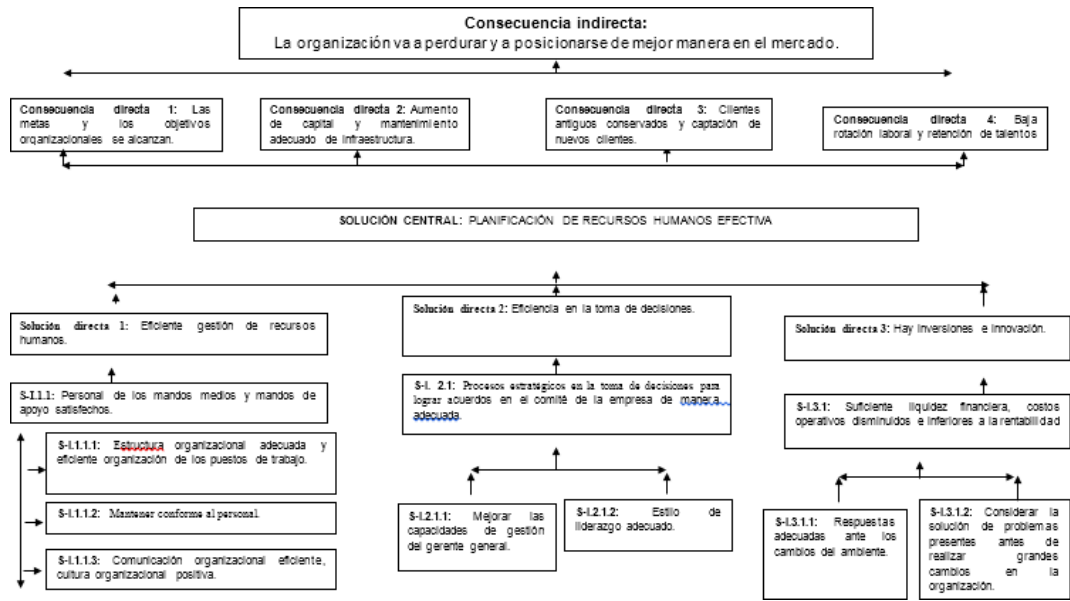 Consecuencia indirecta:
La organización va a perdurar y a posicionarse de mejor manera en el mercado.
Consecuencia directa 1: Las
metas y los objetivos
organizacionales se alcanzan.
Consecuencia directa 2: Aumento
de capital y mantenimiento
adecuado de infraestructura.
Consecuencia directa 3: Clientes
antiguos conservados y captación de
nuevos clientes.
Consecuencia directa 4: Baja
rotación laboral y retención de talentos
SOLUCIÓN CENTRAL: PLANIFICACIÓN DE RECURSOS HUMANOS EFECTIVA
Solución directa 1: Eficiente gestión de recursos
humanos.
Solución directa 2: Eficiencia en la toma de decisiones.
Solución directa 3: Hay inversiones e innovación.
S-I.1.1: Personal de los mandos medios y mandos de
apoyo satisfechos.
S-I. 2.1: Procesos estratégicos en la toma de decisiones para
lograr acuerdos en el comité de la empresa de manera
adecuada.
S-I.3.1: Suficiente liquidez financiera, costos
operativos disminuidos e inferiores a la rentabilidad
S-I.1.1.1: Estructura organizacional adecuada y
eficiente organización de los puestos de trabajo.
S-I.1.1.2: Mantener conforme al personal.
S-I.1.1.3: Comunicación organizacional eficiente,
cultura organizacional positiva.
S-I.2.1.1: Mejorar las
capacidades de gestión
del gerente general.
S-I.2.1.2: Estilo de
liderazgo adecuado.
S-I.3.1.1: Respuestas
adecuadas ante los
cambios del ambiente.
S-I.3.1.2: Considerar la
solución de problemas
presentes antes de
realizar grandes
cambios en la
organización.